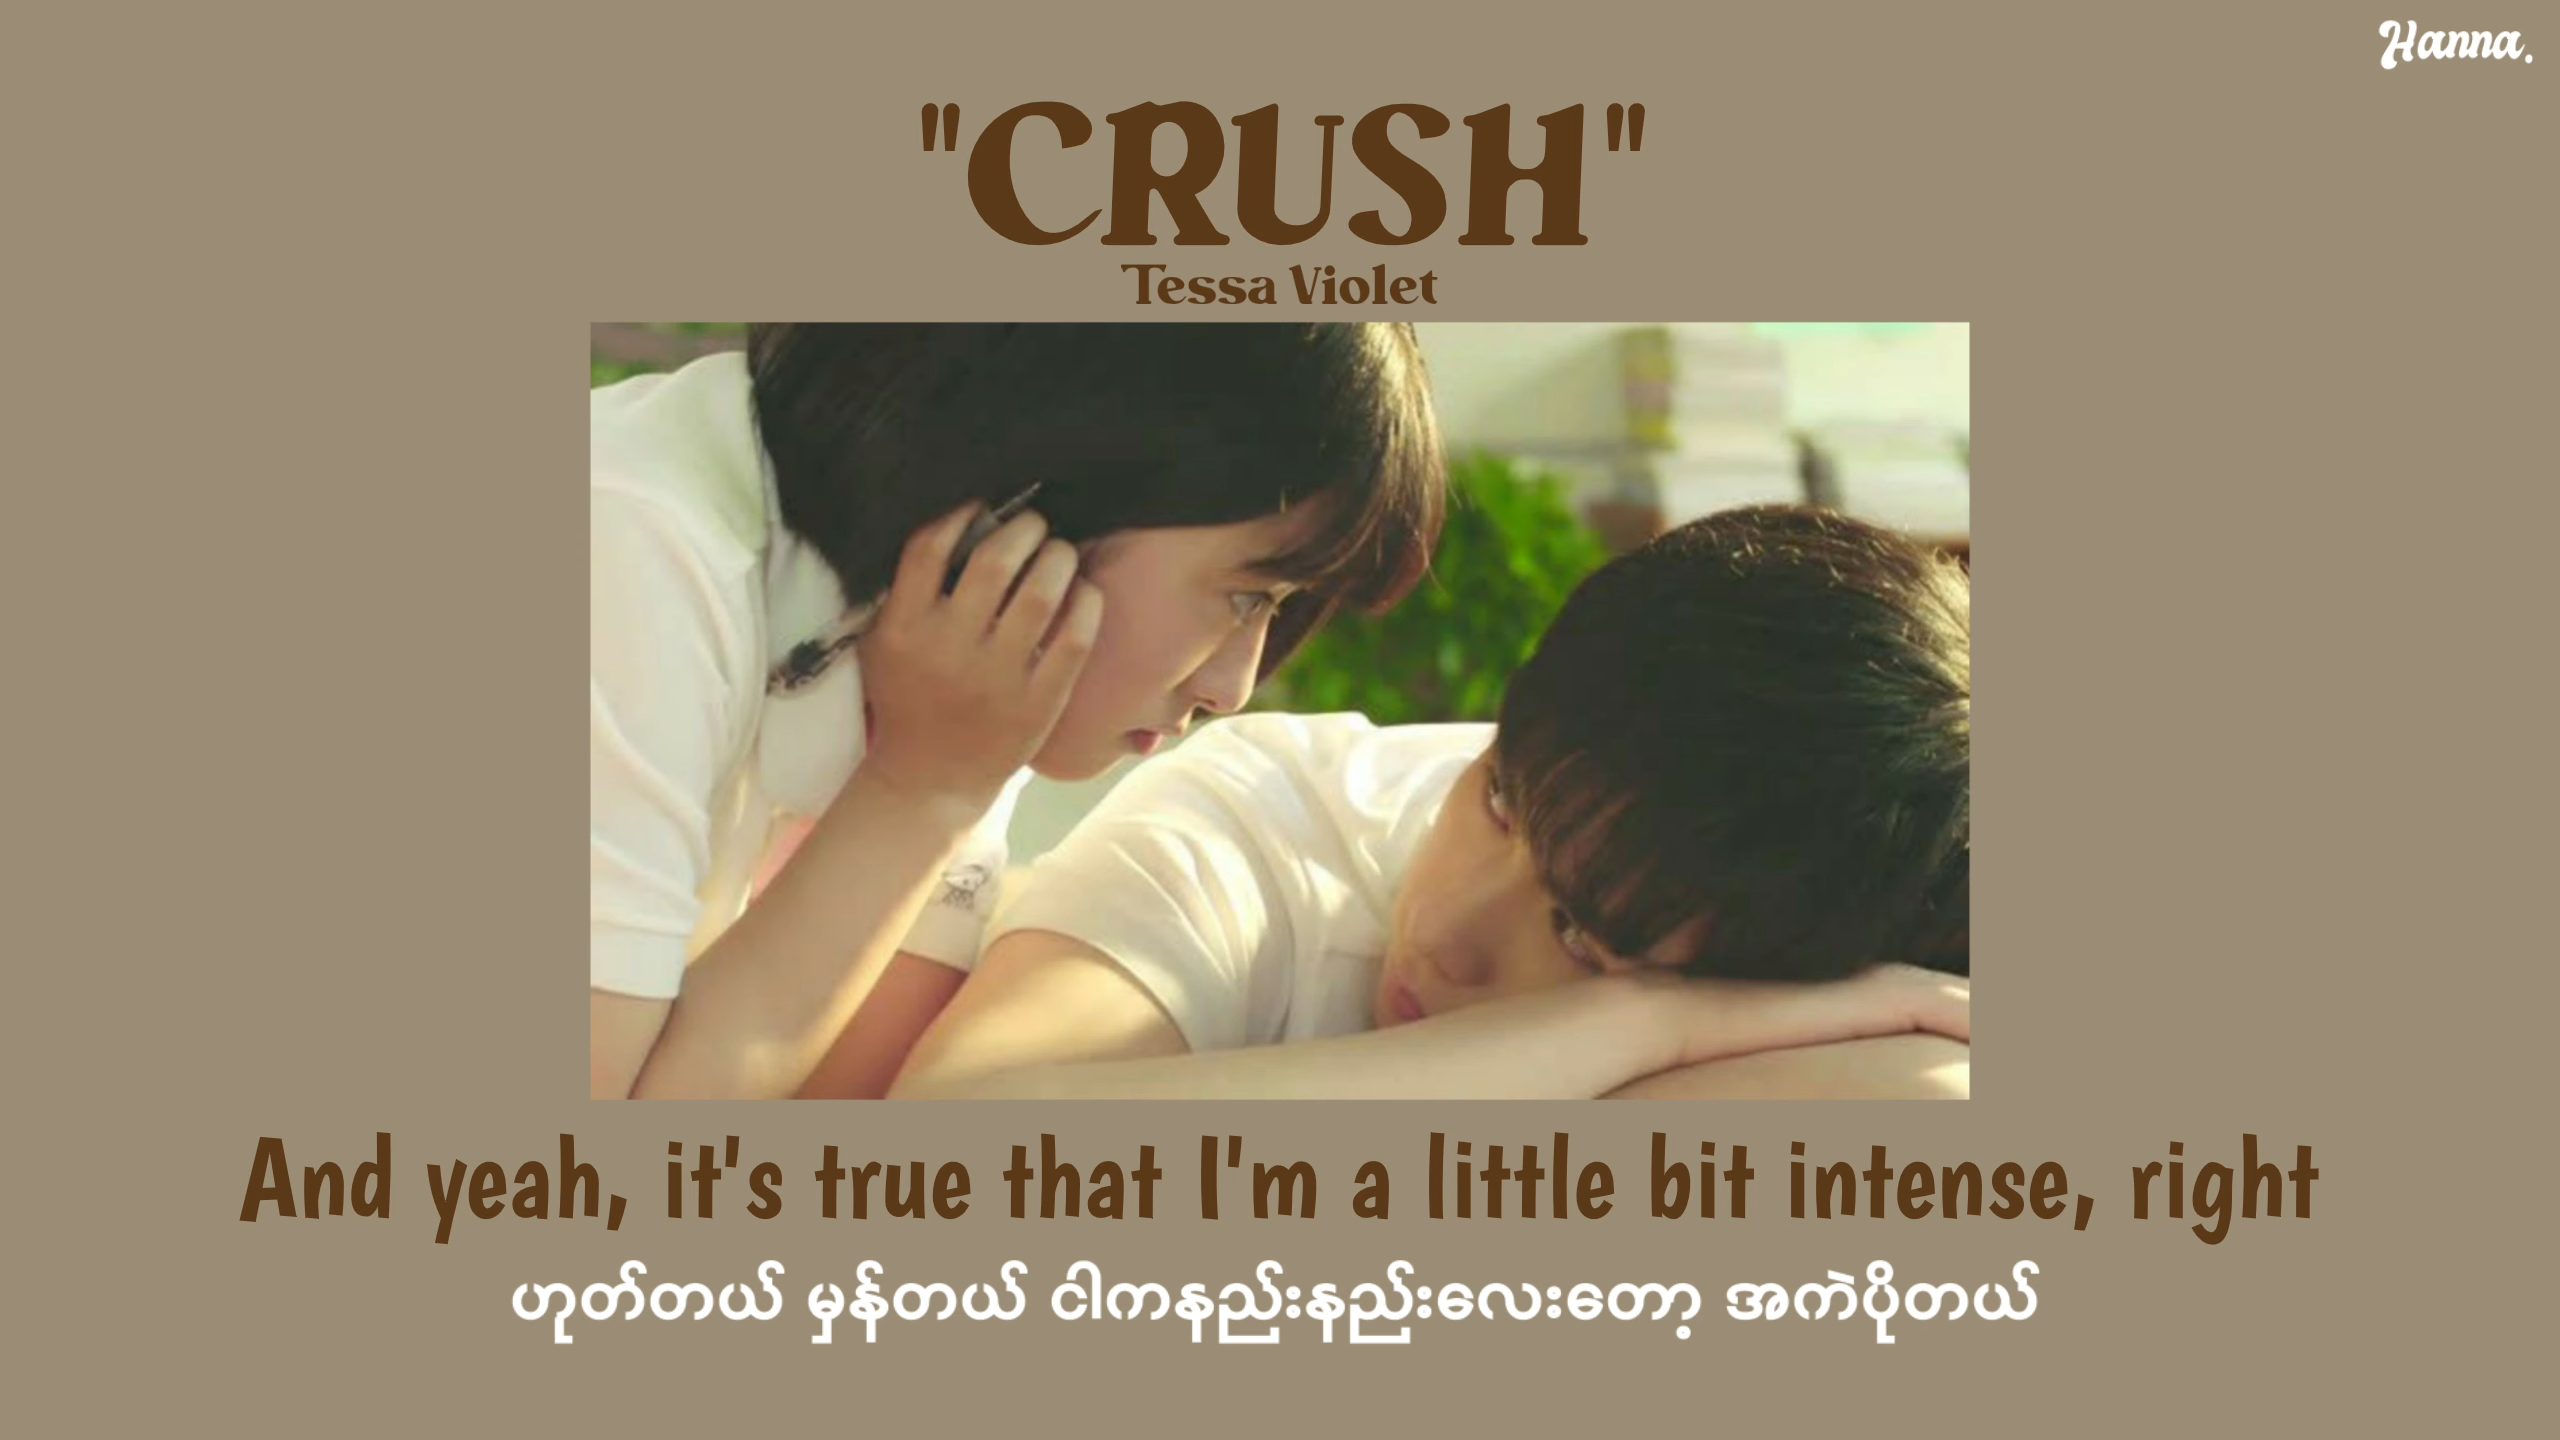 Hanna.
"CRUSH"
Tessa Violet
And yeah, it's true that I'm a little bit intense, right
ဟုတ်တယ် မှန်တယ် ငါကနည်းနည်းလေးတော့ အကဲပိုတယ်